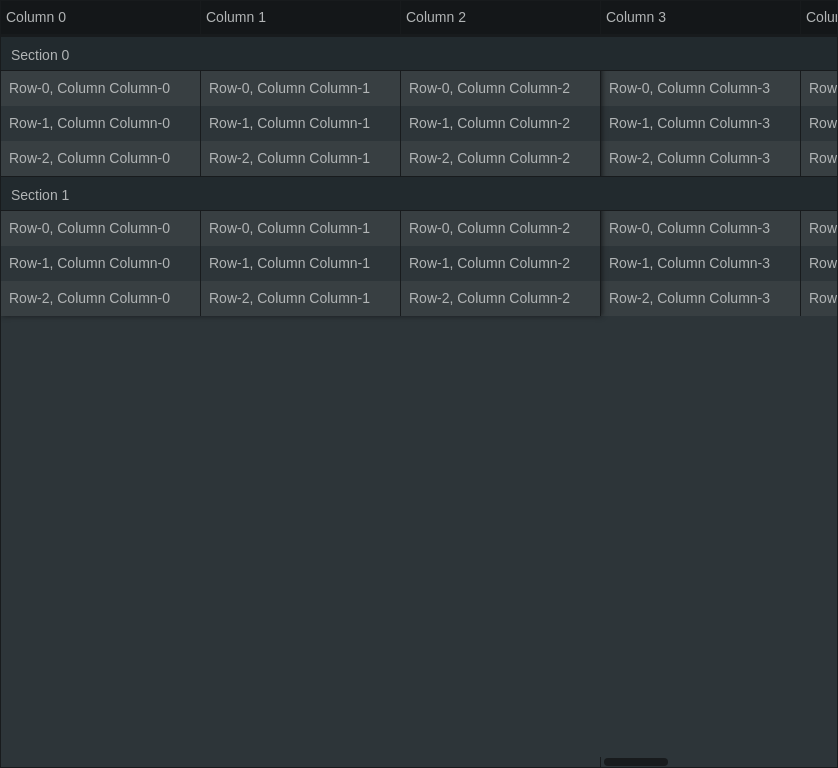 Column 0 Column 1 Column 2 Column 3 Colu
Section 0
Row-0, Column Column-0 Row-0, Column Column-1 Row-0, Column Column-2 Row-0, Column Column-3 Row
Row-1, Column Column-0 Row-1, Column Column-1 Row-1, Column Column-2 Row-1, Column Column-3 Row
Row-2, Column Column-0 Row-2, Column Column-1 Row-2, Column Column-2 Row-2, Column Column-3 Row
Section 1
Row-0, Column Column-0 Row-0, Column Column-1 Row-0, Column Column-2 Row-0, Column Column-3 Row
Row-1, Column Column-0 Row-1, Column Column-1 Row-1, Column Column-2 Row-1, Column Column-3 Row
Row-2, Column Column-0 Row-2, Column Column-1 Row-2, Column Column-2 Row-2, Column Column-3 Row